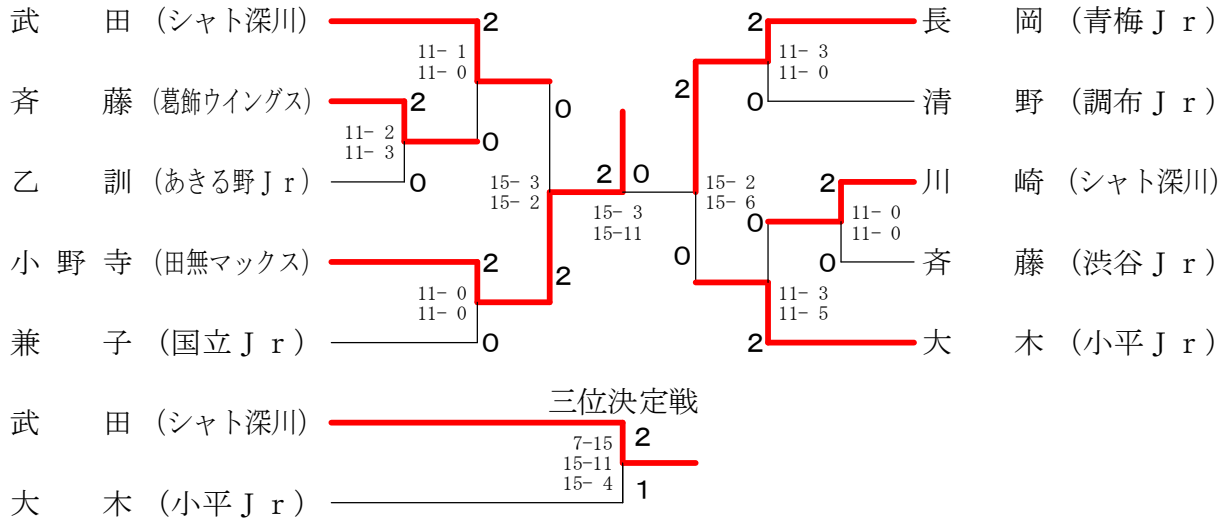 武 田 (シャト深川) 2 2 長 岡 (青梅Ｊｒ)
11- 1 11- 3
11- 0 11- 0
斉 藤 (葛飾ウイングス) 2 0 2 0 清 野 (調布Ｊｒ)
11- 2 0
11- 3
乙 訓 (あきる野Ｊｒ) 0 15- 3 2 0 15- 2 2 川 崎 (シャト深川)
15- 2 15- 3 15- 6 0 11- 0
15-11 11- 0
小 野 寺 (田無マックス) 2 2 0 0 斉 藤 (渋谷Ｊｒ)
11- 0 11- 3
11- 0 11- 5
兼 子 (国立Ｊｒ) 0 2 大 木 (小平Ｊｒ)
三位決定戦
武 田 (シャト深川) 2
7-15
15-11
15- 4
大 木 (小平Ｊｒ) 1